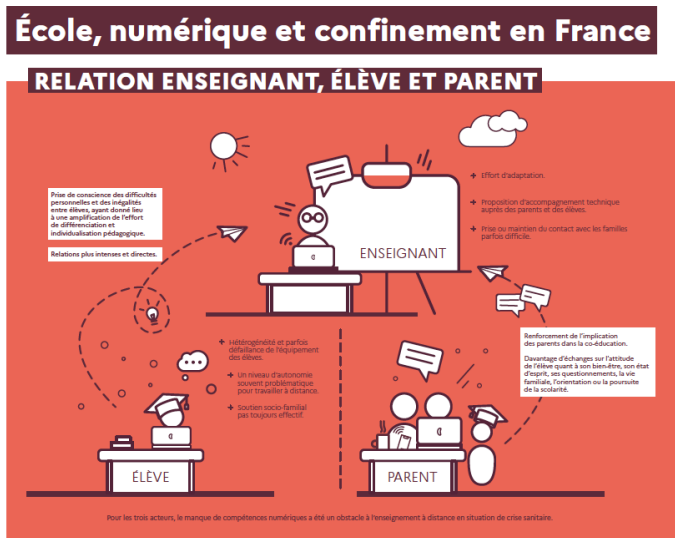 École, numérique et confinement en France
RELATION ENSEIGNANT, ÉLÈVE ET PARENT
Prise de conscience des difficultés
personnelles et des inégalités
entre élèves, ayant donné lieu
à une amplification de l'effort
de différenciation et
individualisation pédagogique.
Relations plus intenses et directes.
ENSEIGNANT
Effort d'adaptation.
Proposition d'accompagnement technique
auprès des parents et des élèves.
Prise ou maintien du contact avec les familles
parfois difficile.
Renforcement de l'implication
des parents dans la co-éducation.
Davantage d'échanges sur l'attitude
de l'élève quant à son bien-être, son état
d'esprit, ses questionnements, la vie
familiale, l'orientation ou la poursuite
de la scolarité.
Hétérogénéité et parfois
défaillance de l'équipement
des élèves.
Un niveau d'autonomie
souvent problématique
pour travailler à distance.
Soutien socio-familial
pas toujours effectif.
ÉLÈVE
PARENT
Pour les trois acteurs, le manque de compétences numériques a été un obstacle à l'enseignement à distance en situation de crise sanitaire.